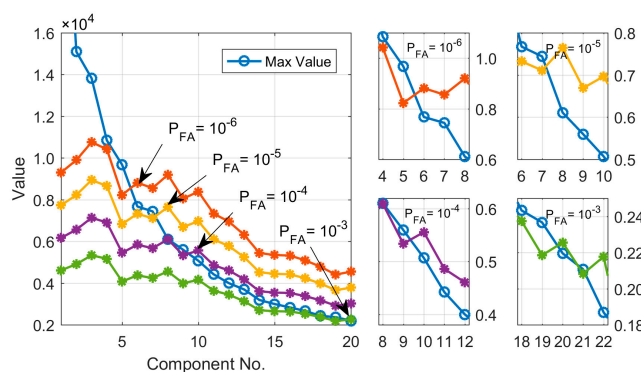 ×10⁴
1.6
1.4
1.2
1.0
0.8
0.6
0.4
0.2
Value
5
10
15
20
Component No.
Max Value
P_FA = 10⁻⁶
P_FA = 10⁻⁵
P_FA = 10⁻⁴
P_FA = 10⁻³
P_FA = 10⁻⁶
1.0
0.8
0.6
4 5 6 7 8
P_FA = 10⁻⁵
0.8
0.7
0.6
0.5
6 7 8 9 10
P_FA = 10⁻⁴
0.6
0.5
0.4
8 9 10 11 12
P_FA = 10⁻³
0.24
0.22
0.20
0.18
18 19 20 21 22